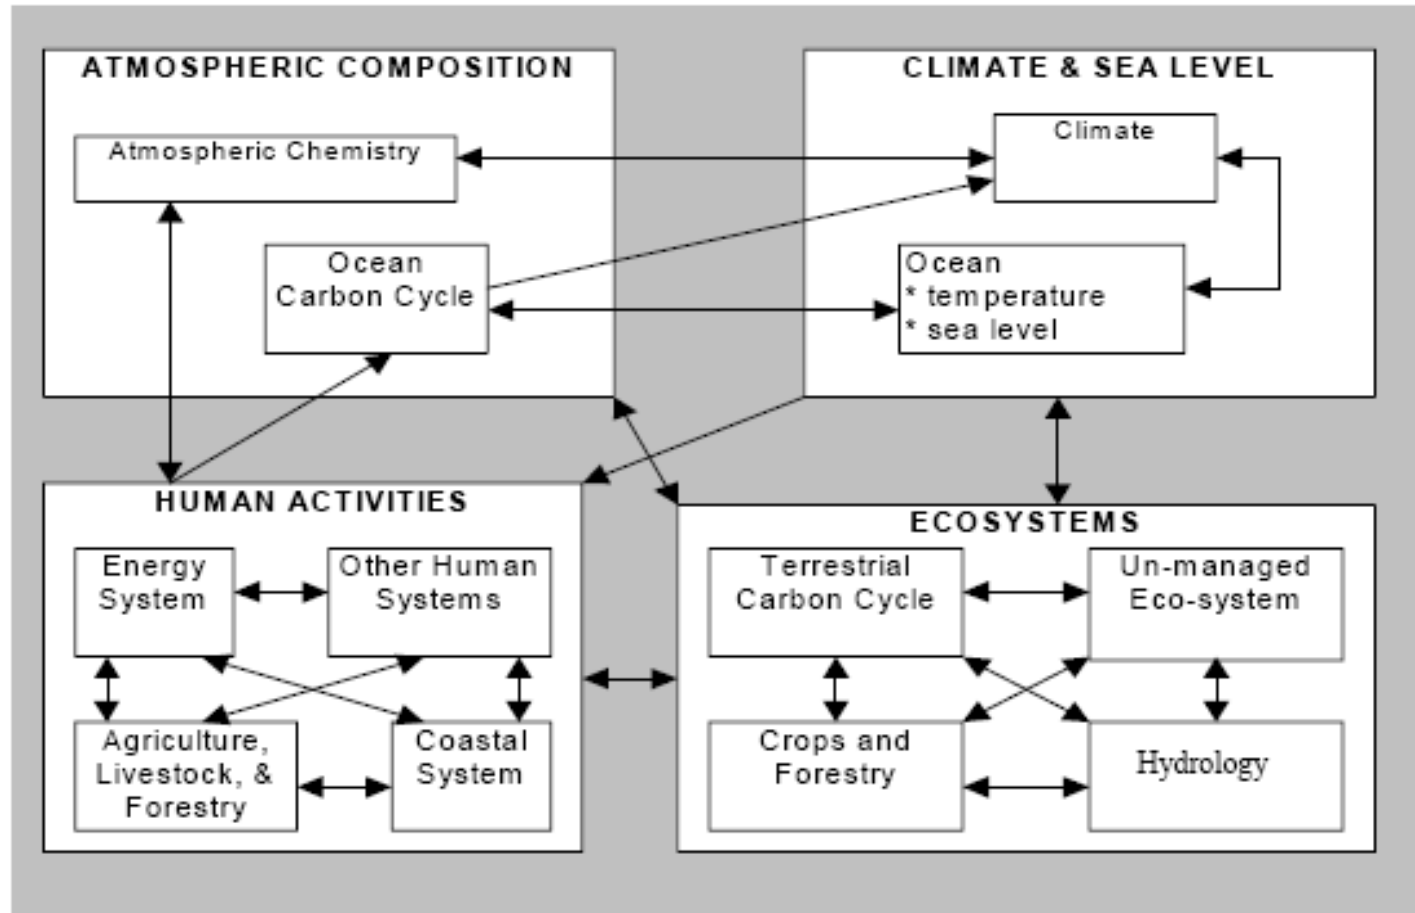 ATMOSPHERIC COMPOSITION
Atmospheric Chemistry
Ocean
Carbon Cycle
CLIMATE & SEA LEVEL
Climate
Ocean
* temperature
* sea level
HUMAN ACTIVITIES
Energy
System
Other Human
Systems
Agriculture,
Livestock, &
Forestry
Coastal
System
ECOSYSTEMS
Terrestrial
Carbon Cycle
Un-managed
Eco-system
Crops and
Forestry
Hydrology